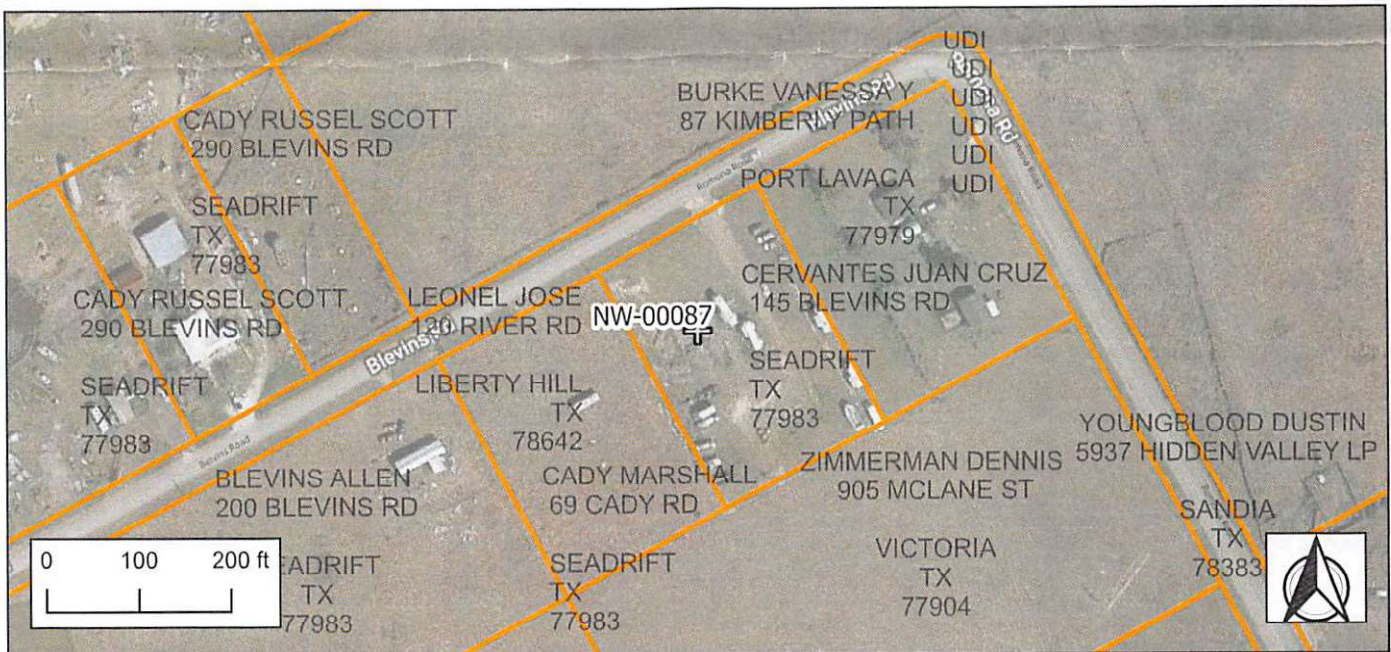 UDI
UDI
UDI
UDI
UDI
UDI
BURKE VANESSA Y
87 KIMBERLY PATH
PORT LAVACA
TX
77979
CADY RUSSEL SCOTT
290 BLEVINS RD
SEADRIFT
TX
77983
CADY RUSSEL SCOTT
290 BLEVINS RD
SEADRIFT
TX
77983
LEONEL JOSE
120 RIVER RD
LIBERTY HILL
TX
78642
NW-00087
CERVANTES JUAN CRUZ
145 BLEVINS RD
SEADRIFT
TX
77983
BLEVINS ALLEN
200 BLEVINS RD
SEADRIFT
TX
77983
CADY MARSHALL
69 CADY RD
SEADRIFT
TX
77983
ZIMMERMAN DENNIS
905 MCLANE ST
VICTORIA
TX
77904
YOUNGBLOOD DUSTIN
5937 HIDDEN VALLEY LP
SANDIA
TX
78383
0 100 200 ft